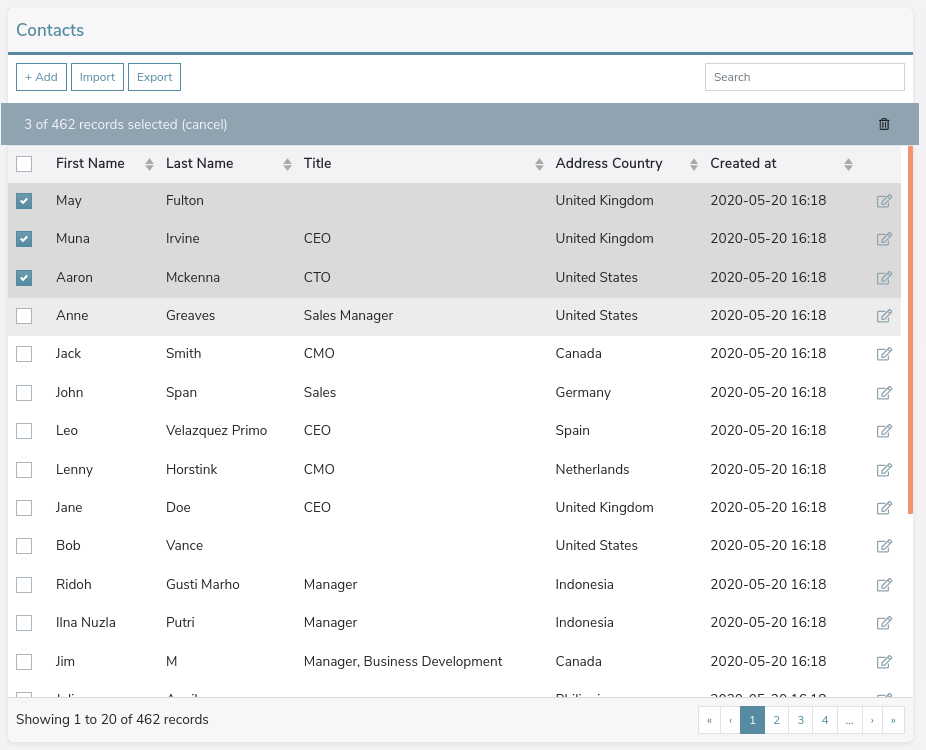 Contacts
+ Add Import Export Search
3 of 462 records selected (cancel)
First Name Last Name Title Address Country Created at
May Fulton United Kingdom 2020-05-20 16:18
Muna Irvine CEO United Kingdom 2020-05-20 16:18
Aaron Mckenna CTO United States 2020-05-20 16:18
Anne Greaves Sales Manager United States 2020-05-20 16:18
Jack Smith CMO Canada 2020-05-20 16:18
John Span Sales Germany 2020-05-20 16:18
Leo Velazquez Primo CEO Spain 2020-05-20 16:18
Lenny Horstink CMO Netherlands 2020-05-20 16:18
Jane Doe CEO United Kingdom 2020-05-20 16:18
Bob Vance United States 2020-05-20 16:18
Ridoh Gusti Marho Manager Indonesia 2020-05-20 16:18
Ilna Nuzla Putri Manager Indonesia 2020-05-20 16:18
Jim M Manager, Business Development Canada 2020-05-20 16:18
2020-05-20 16:18
Showing 1 to 20 of 462 records « ‹ 1 2 3 4 ... › »